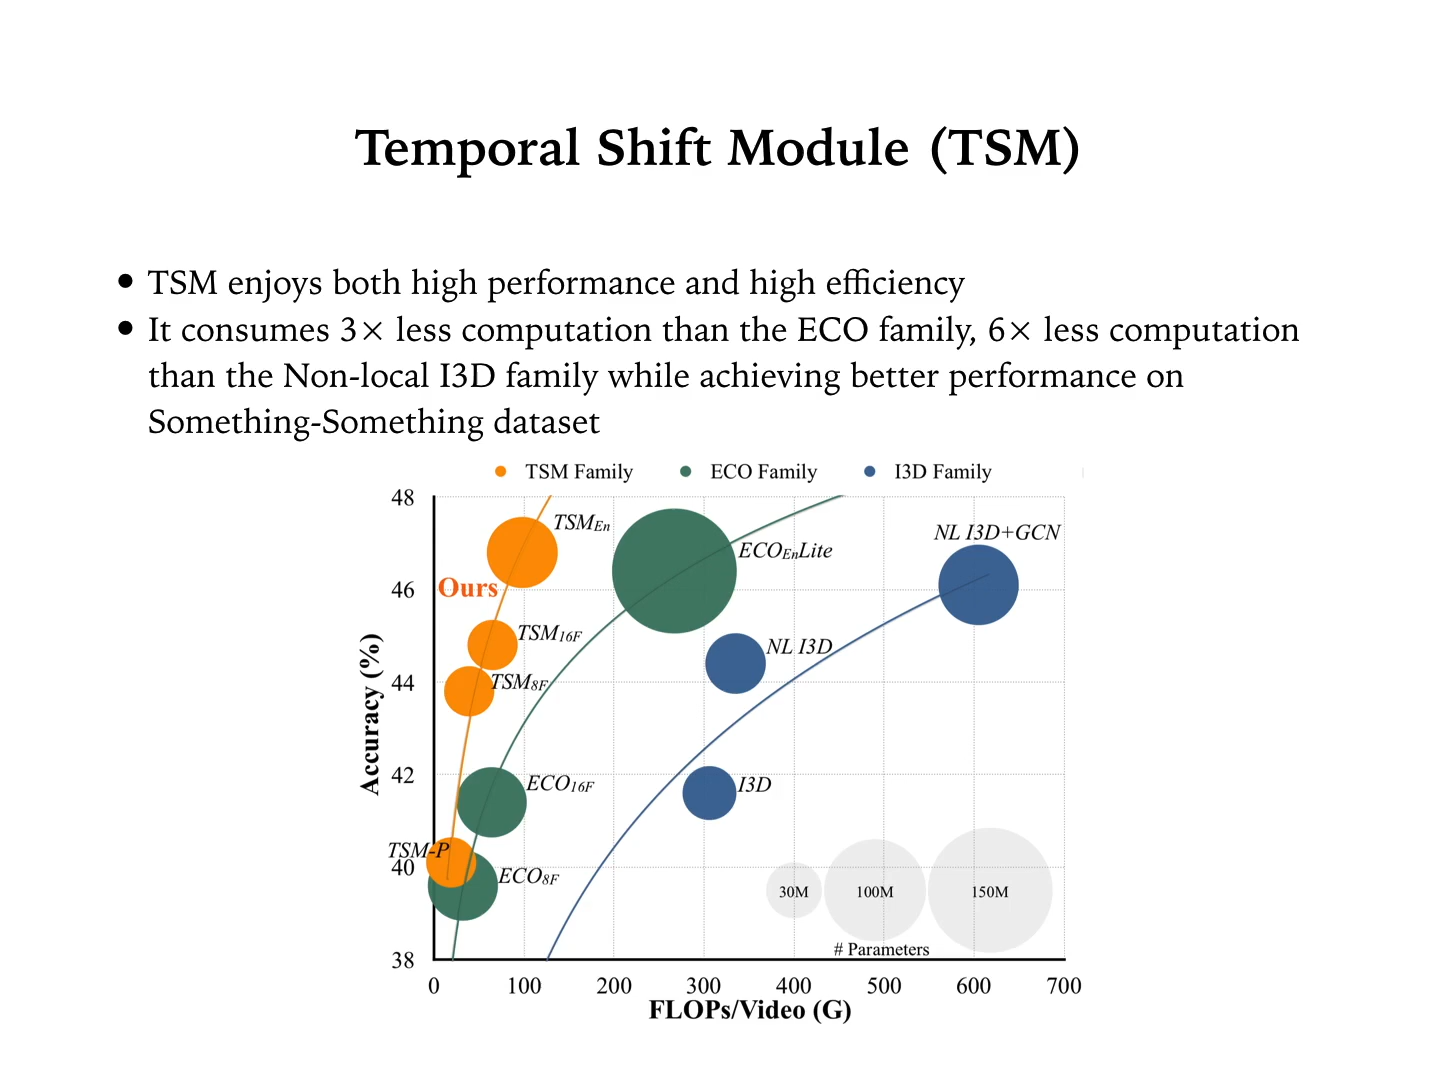 Temporal Shift Module (TSM)
• TSM enjoys both high performance and high efficiency
• It consumes 3× less computation than the ECO family, 6× less computation
than the Non-local I3D family while achieving better performance on
Something-Something dataset
TSM Family ECO Family I3D Family
48
TSMEn
NL I3D+GCN
ECOEnLite
46
Ours
TSM16F
NL I3D
44
TSM8F
42
ECO16F
I3D
TSM-P
40
ECO8F
30M 100M 150M
# Parameters
38
0 100 200 300 400 500 600 700
Accuracy (%)
FLOPs/Video (G)